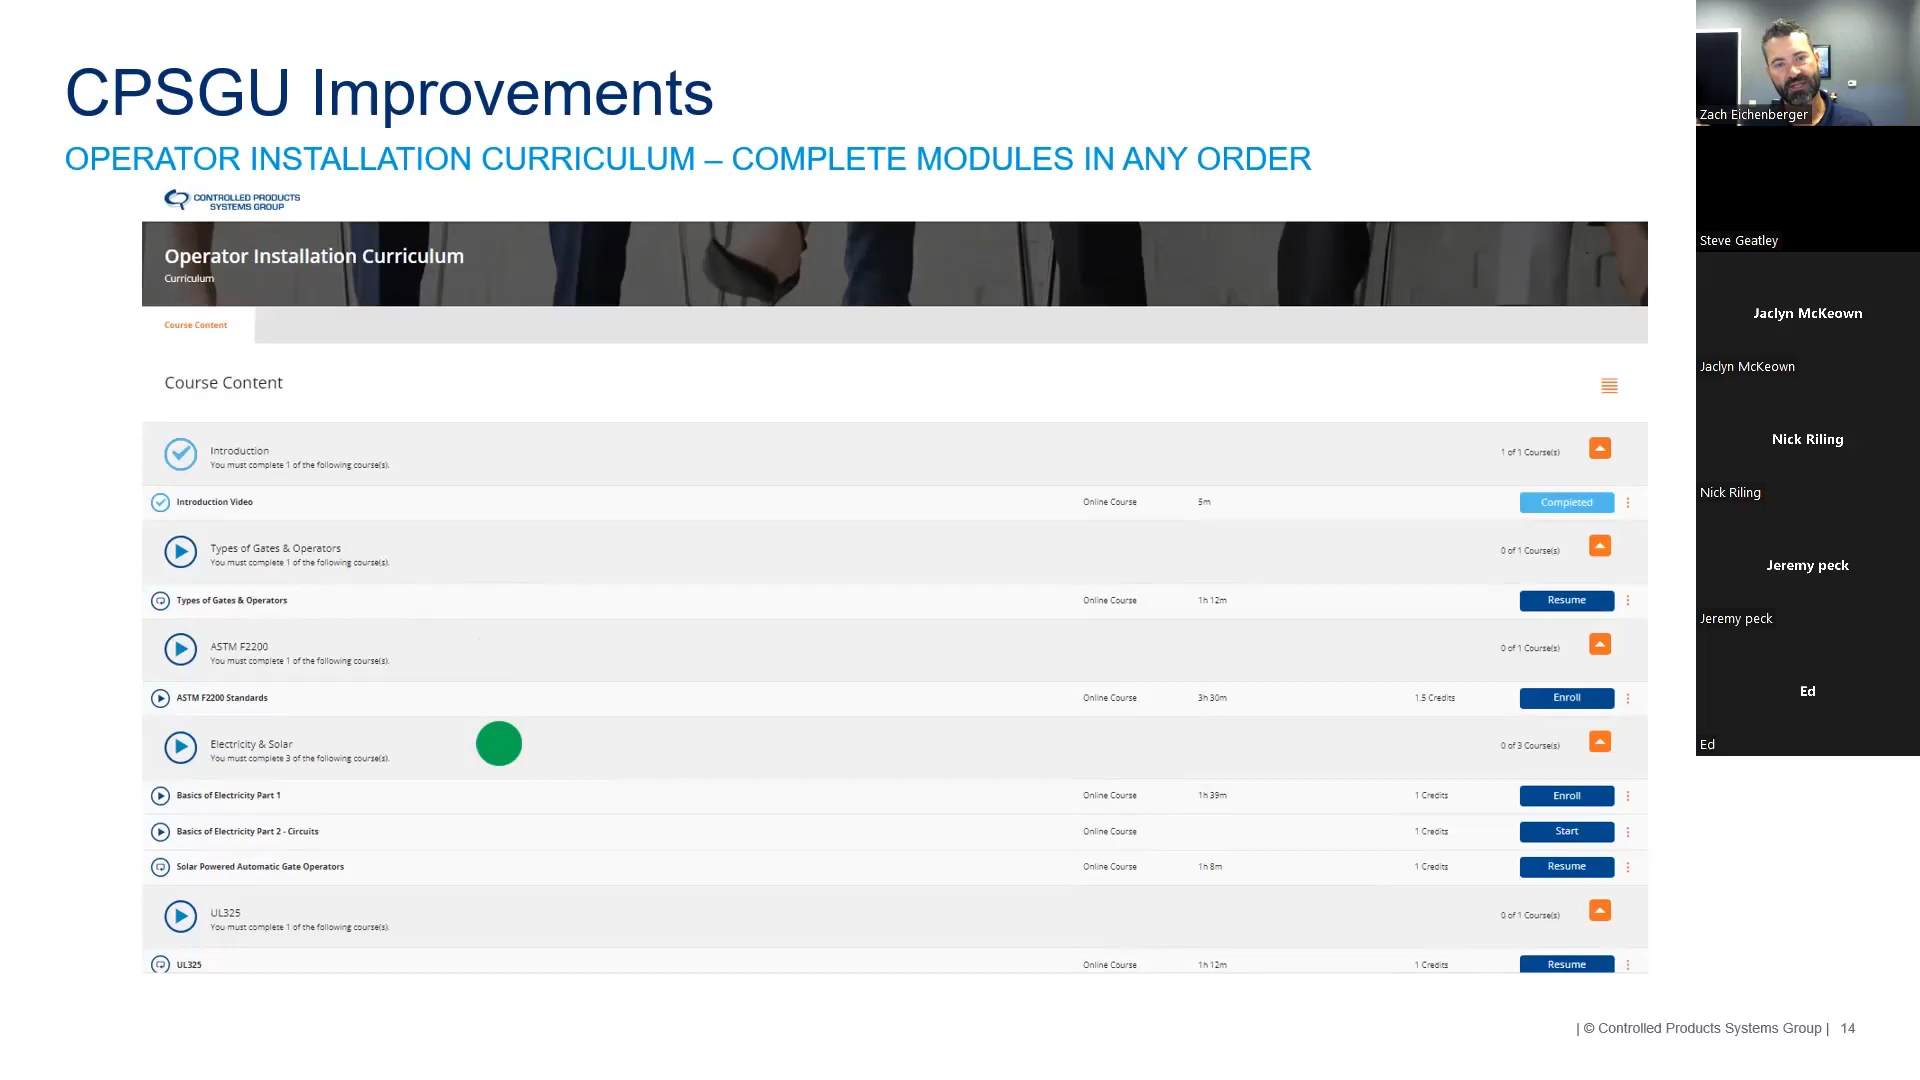 CPSGU Improvements
OPERATOR INSTALLATION CURRICULUM – COMPLETE MODULES IN ANY ORDER
CONTROLLED PRODUCTS
SYSTEMS GROUP
Operator Installation Curriculum
Curriculum
Course Content
Course Content
Introduction
You must complete 1 of the following course(s).
1 of 1 Course(s)
Introduction Video Online Course 5m Completed
Types of Gates & Operators
You must complete 1 of the following course(s).
0 of 1 Course(s)
Types of Gates & Operators Online Course 1h 12m Resume
ASTM F2200
You must complete 1 of the following course(s).
0 of 1 Course(s)
ASTM F2200 Standards Online Course 3h 30m 1.5 Credits Enroll
Electricity & Solar
You must complete 3 of the following course(s).
0 of 3 Course(s)
Basics of Electricity Part 1 Online Course 1h 39m 1 Credits Enroll
Basics of Electricity Part 2 - Circuits Online Course 1 Credits Start
Solar Powered Automatic Gate Operators Online Course 1h 8m 1 Credits Resume
UL325
You must complete 1 of the following course(s).
0 of 1 Course(s)
UL325 Online Course 1h 12m 1 Credits Resume
| © Controlled Products Systems Group | 14
Zach Eichenberger
Steve Geatley
Jaclyn McKeown
Jaclyn McKeown
Nick Riling
Nick Riling
Jeremy peck
Jeremy peck
Ed
Ed